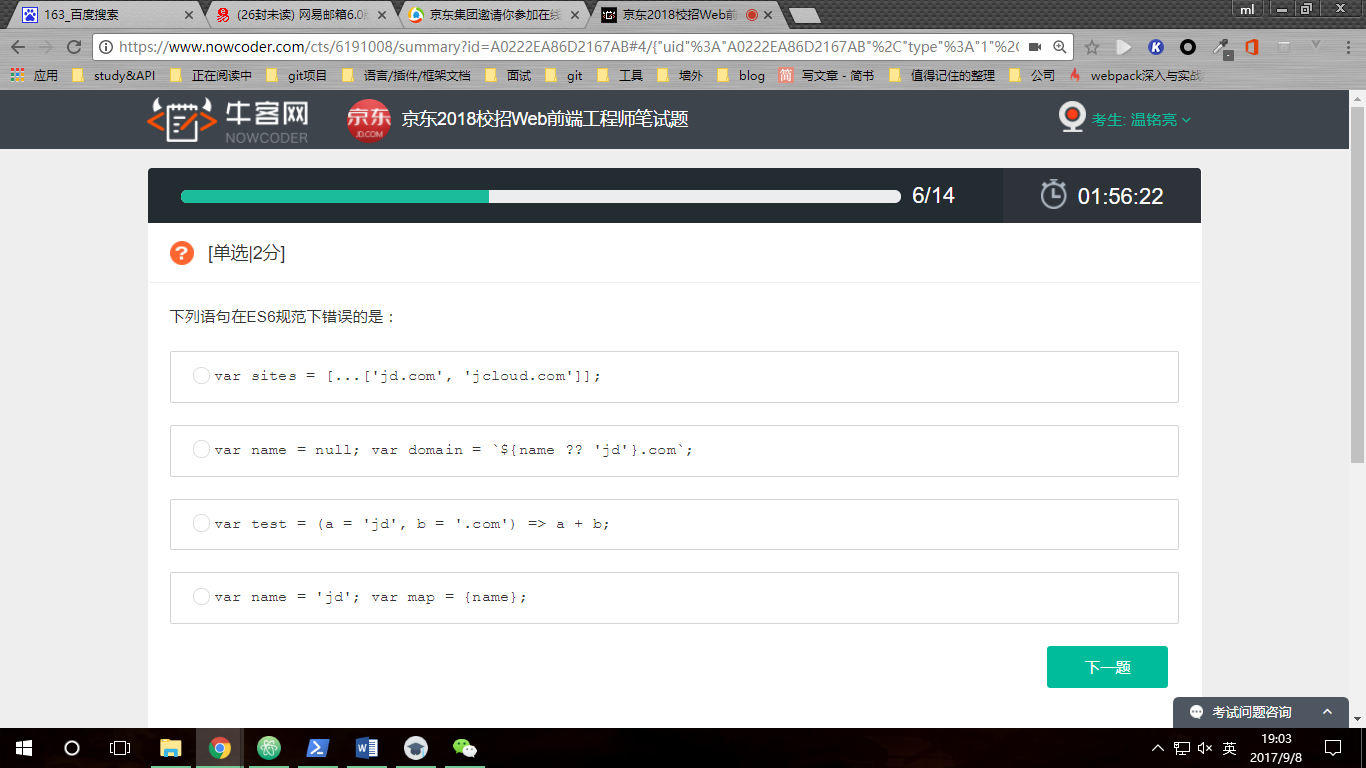 163_百度搜索
(26封未读) 网易邮箱6.0
京东集团邀请你参加在线
京东2018校招Web前
ml
https://www.nowcoder.com/cts/6191008/summary?id=A0222EA86D2167AB#4/{"uid"%3A"A0222EA86D2167AB"%2C"type"%3A"1"%2C
应用 study&API 正在阅读中 git项目 语言/插件/框架文档 面试 git 工具 墙外 blog 简 写文章 - 简书 值得记住的整理 公司 webpack深入与实战
牛客网
NOWCODER
京东
JD.COM
京东2018校招Web前端工程师笔试题
考生: 温铭亮
6/14
01:56:22
[单选|2分]
下列语句在ES6规范下错误的是：
var sites = [...['jd.com', 'jcloud.com']];
var name = null; var domain = `${name ?? 'jd'}.com`;
var test = (a = 'jd', b = '.com') => a + b;
var name = 'jd'; var map = {name};
下一题
考试问题咨询
英
19:03
2017/9/8